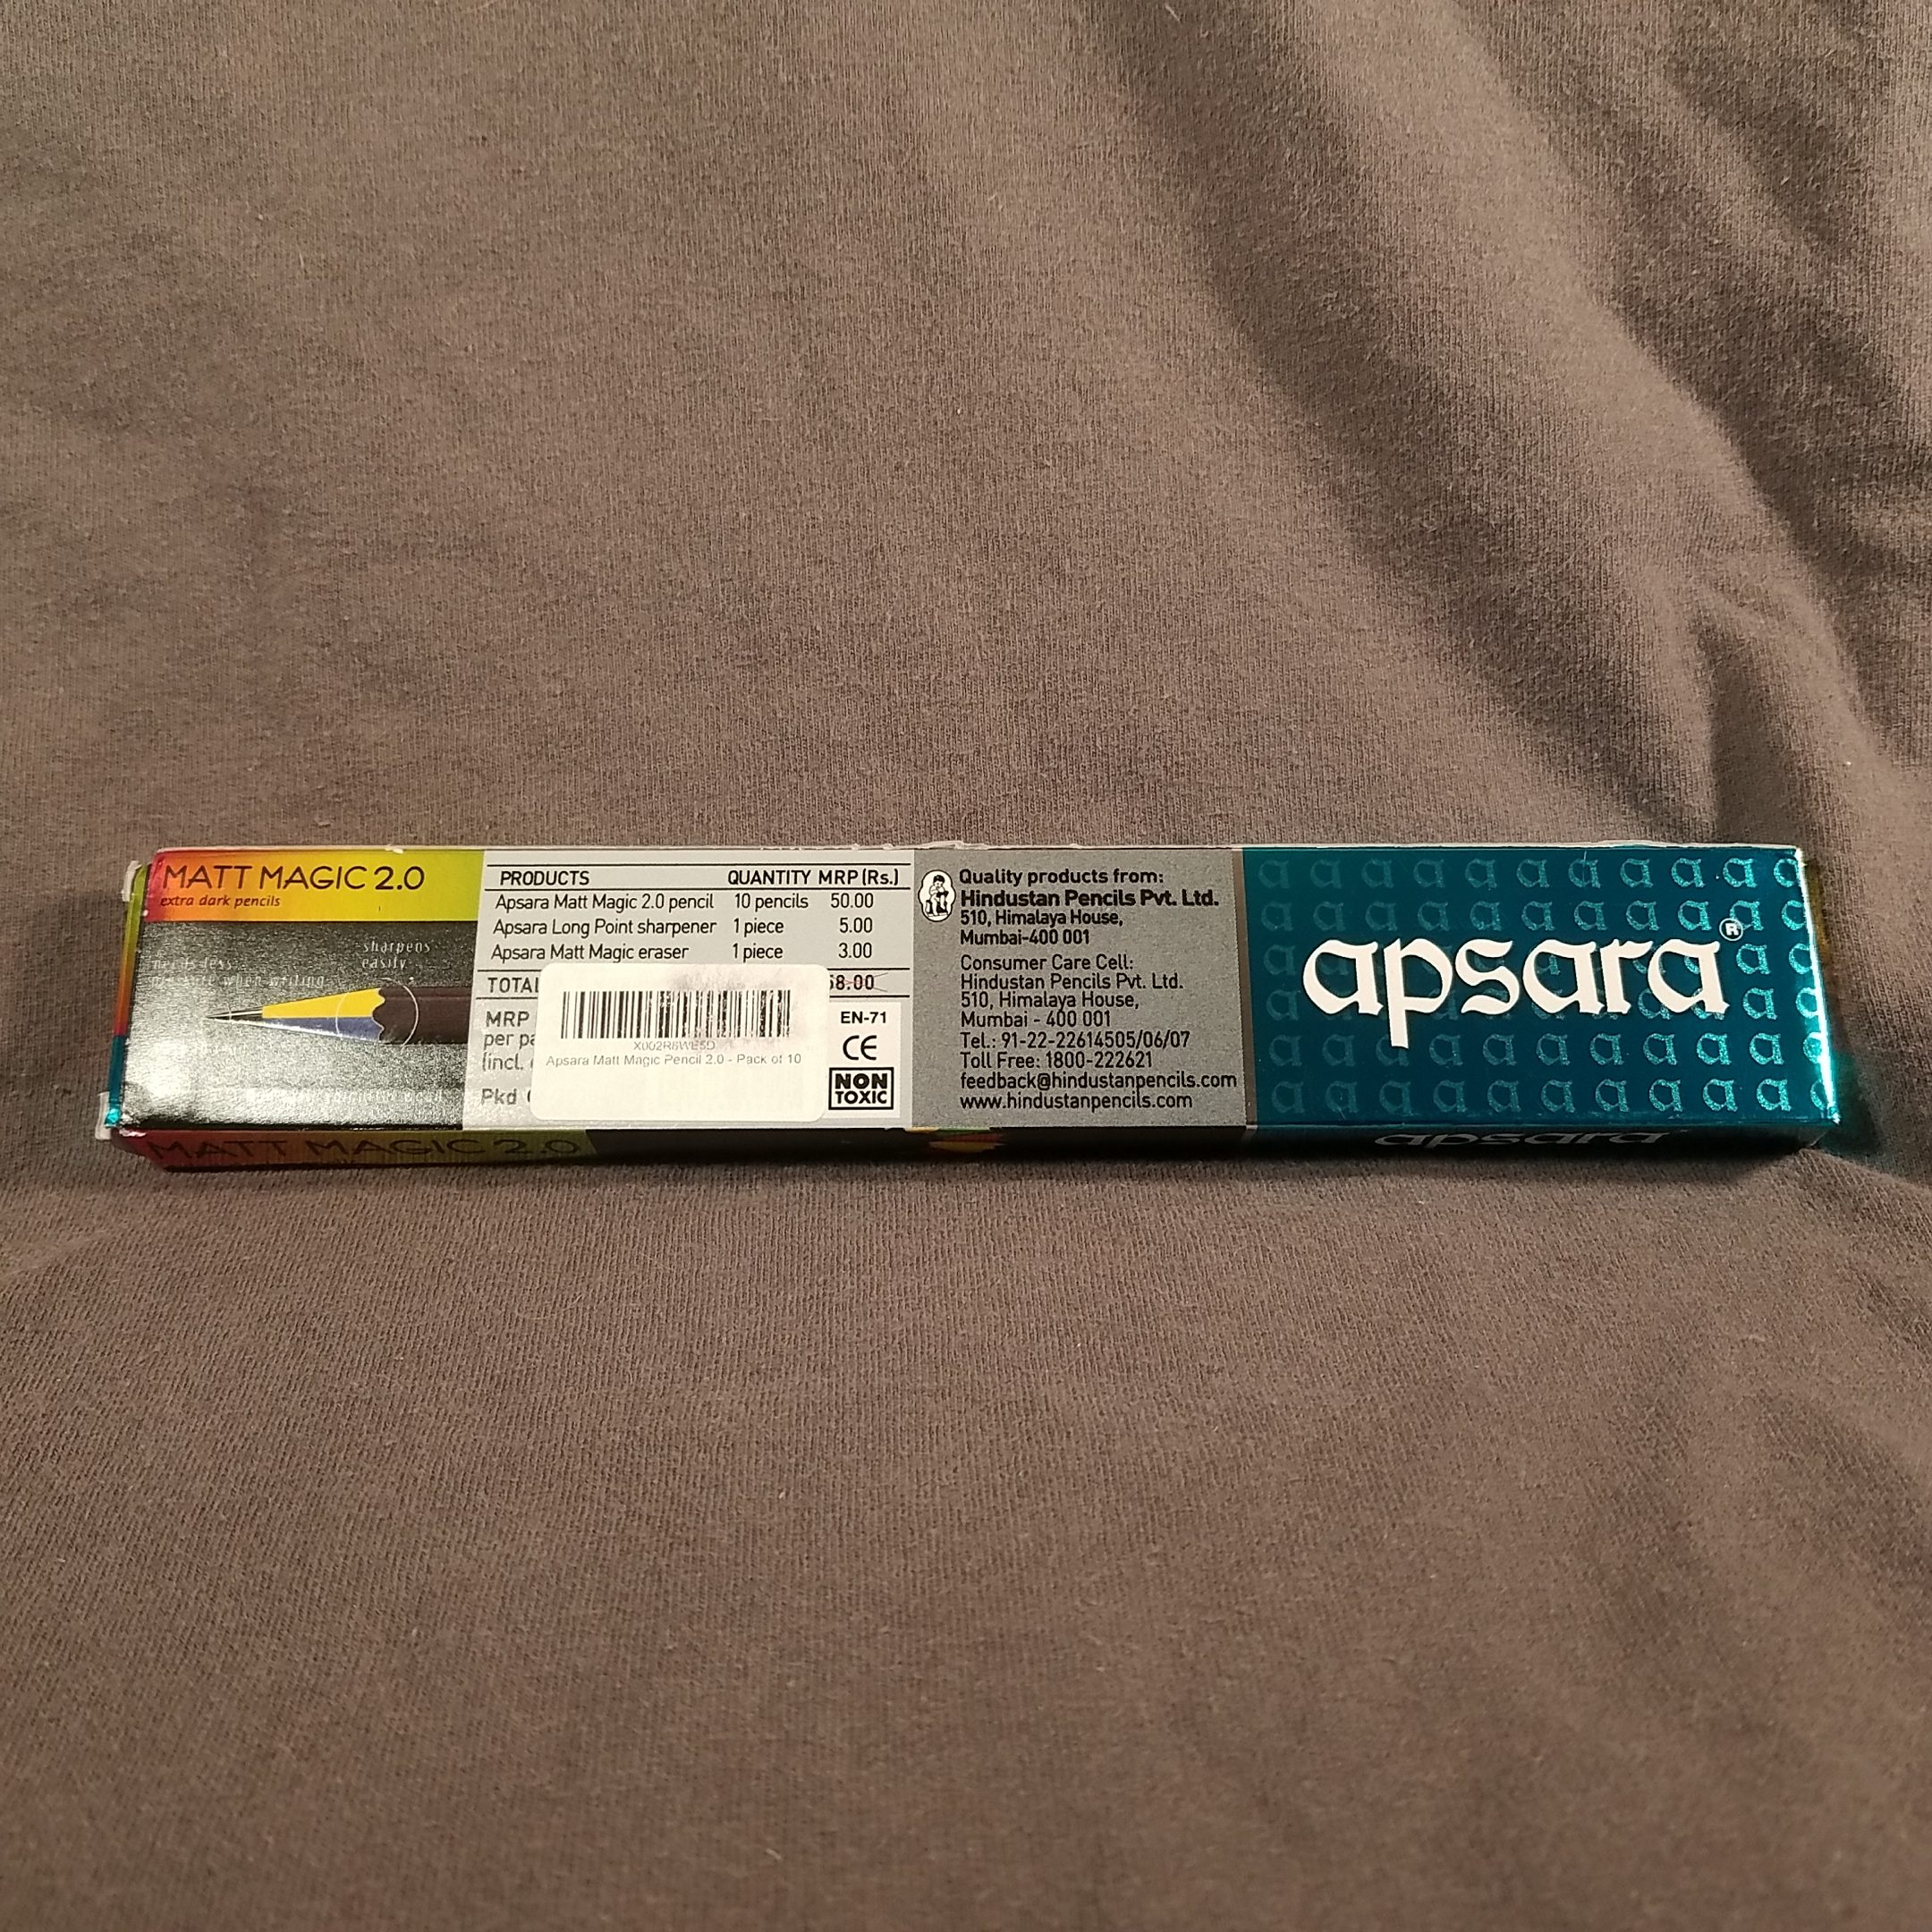 MATT MAGIC 2.0
extra dark pencils
sharpens
easily
needs less
when writing
PRODUCTS QUANTITY MRP (Rs.)
Apsara Matt Magic 2.0 pencil 10 pencils 50.00
Apsara Long Point sharpener 1 piece 5.00
Apsara Matt Magic eraser 1 piece 3.00
TOTAL 58.00
MRP
per
(incl.
Pkd
Apsara Matt Magic Pencil 2.0 - Pack of 10
EN-71
CE
NON
TOXIC
Quality products from:
Hindustan Pencils Pvt. Ltd.
510, Himalaya House,
Mumbai-400 001
Consumer Care Cell:
Hindustan Pencils Pvt. Ltd.
510, Himalaya House,
Mumbai - 400 001
Tel.: 91-22-22614505/06/07
Toll Free: 1800-222621
feedback@hindustanpencils.com
www.hindustanpencils.com
apsara®
MATT MAGIC 2.0
apsara